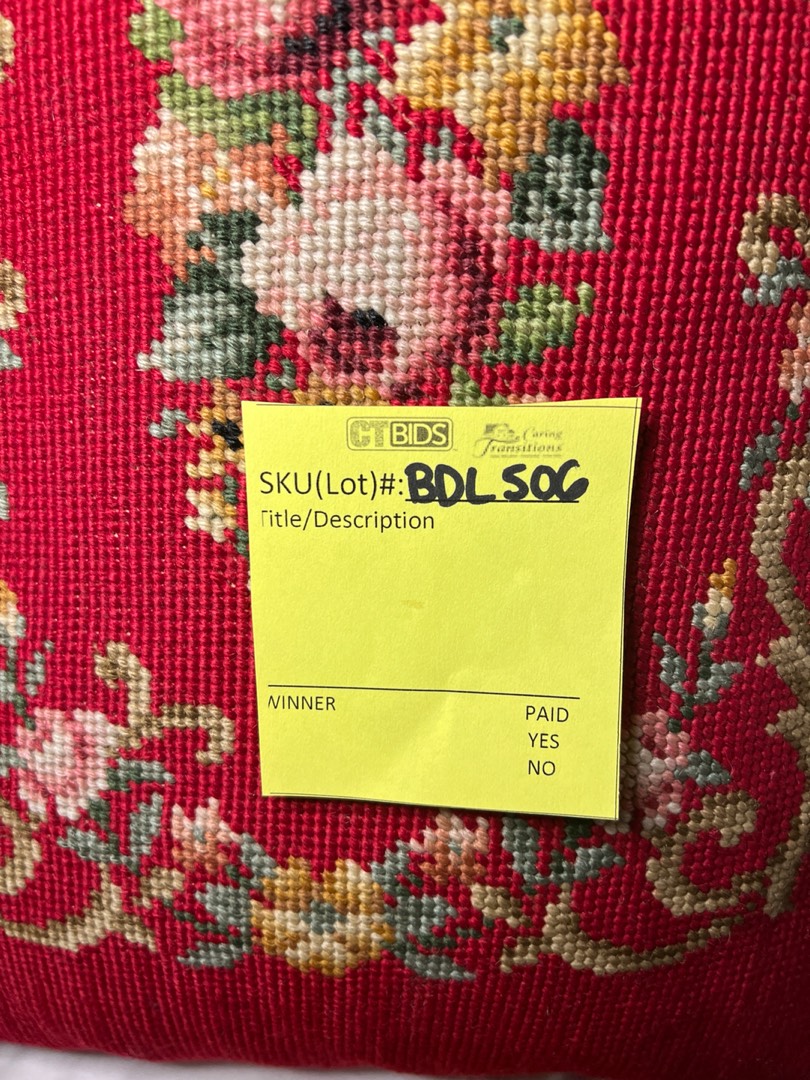 CTBIDS Caring Transitions
SKU(Lot)#: BDL506
Title/Description
WINNER PAID
YES
NO